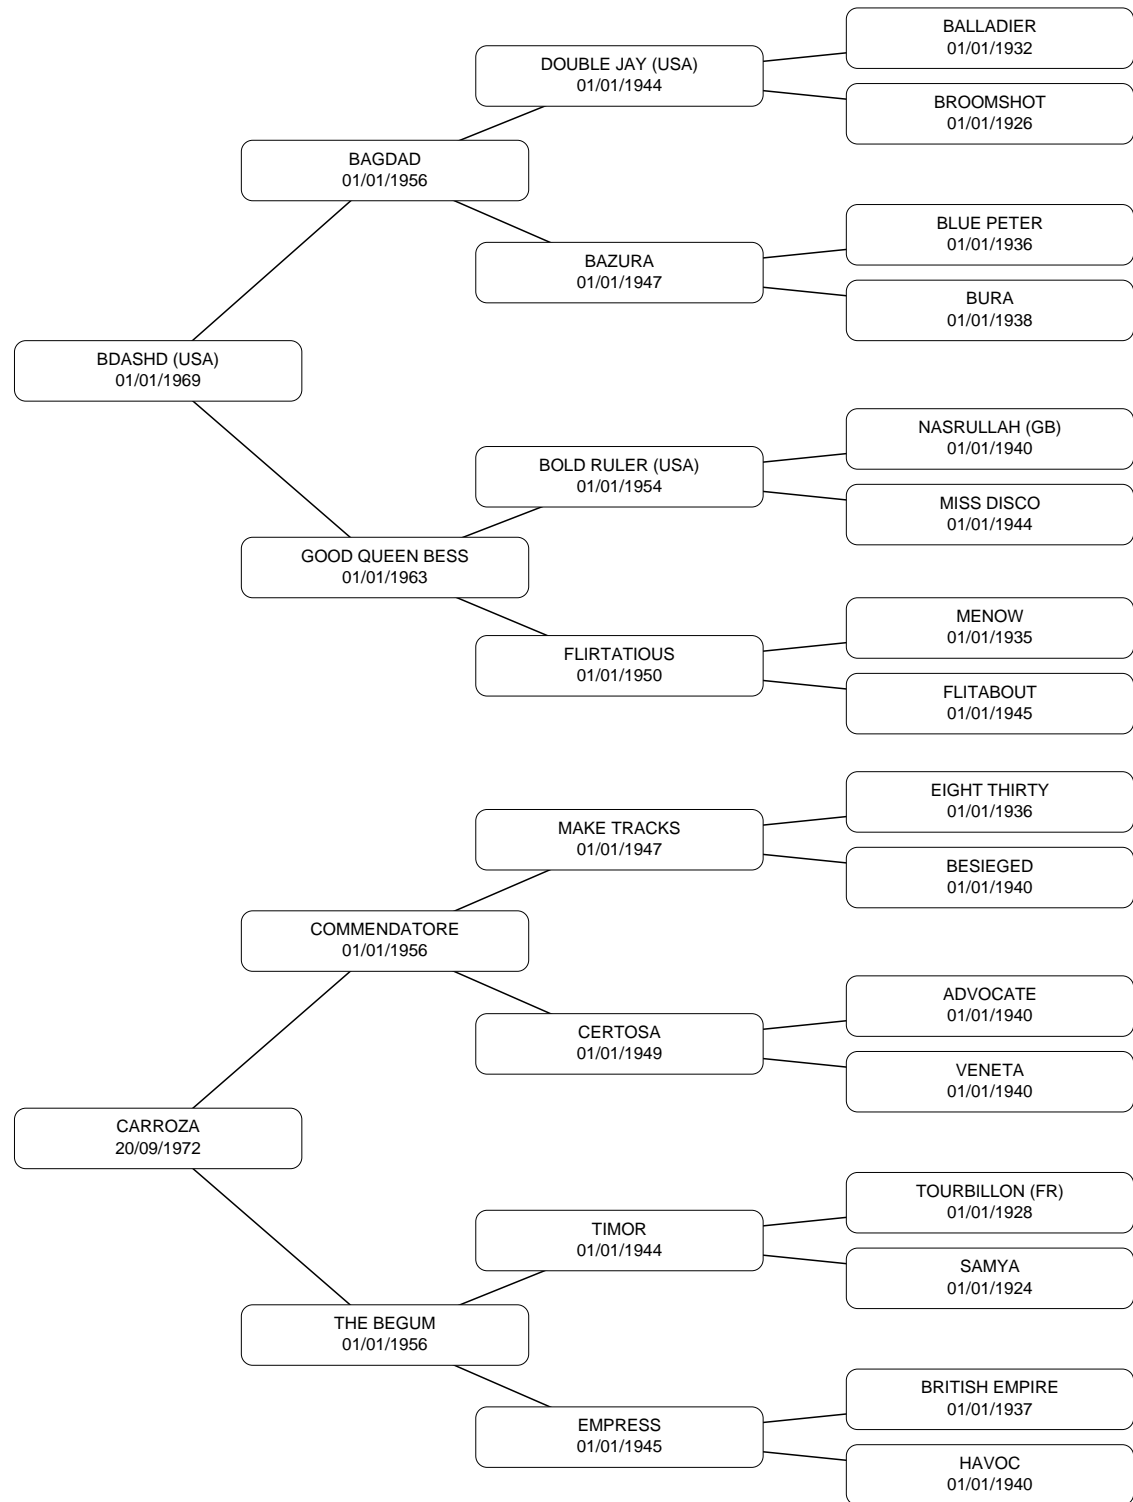 BALLADIER
01/01/1932
DOUBLE JAY (USA)
01/01/1944
BROOMSHOT
01/01/1926
BAGDAD
01/01/1956
BLUE PETER
01/01/1936
BAZURA
01/01/1947
BURA
01/01/1938
BDASHD (USA)
01/01/1969
NASRULLAH (GB)
01/01/1940
BOLD RULER (USA)
01/01/1954
MISS DISCO
01/01/1944
GOOD QUEEN BESS
01/01/1963
MENOW
01/01/1935
FLIRTATIOUS
01/01/1950
FLITABOUT
01/01/1945
EIGHT THIRTY
01/01/1936
MAKE TRACKS
01/01/1947
BESIEGED
01/01/1940
COMMENDATORE
01/01/1956
ADVOCATE
01/01/1940
CERTOSA
01/01/1949
VENETA
01/01/1940
CARROZA
20/09/1972
TOURBILLON (FR)
01/01/1928
TIMOR
01/01/1944
SAMYA
01/01/1924
THE BEGUM
01/01/1956
BRITISH EMPIRE
01/01/1937
EMPRESS
01/01/1945
HAVOC
01/01/1940